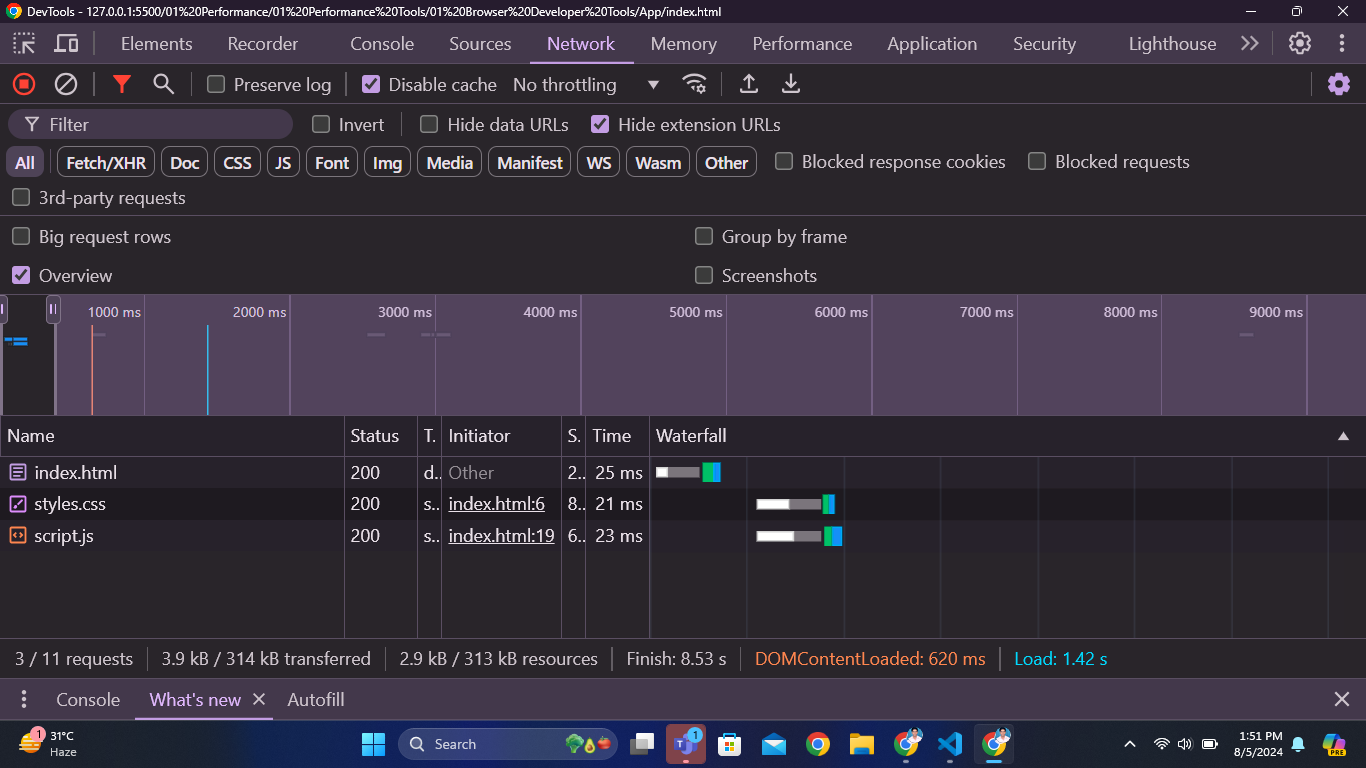 DevTools - 127.0.0.1:5500/01%20Performance/01%20Performance%20Tools/01%20Browser%20Developer%20Tools/App/index.html
Elements Recorder Console Sources Network Memory Performance Application Security Lighthouse
Preserve log Disable cache No throttling
Filter Invert Hide data URLs Hide extension URLs
All Fetch/XHR Doc CSS JS Font Img Media Manifest WS Wasm Other Blocked response cookies Blocked requests
3rd-party requests
Big request rows Group by frame
Overview Screenshots
1000 ms 2000 ms 3000 ms 4000 ms 5000 ms 6000 ms 7000 ms 8000 ms 9000 ms
Name Status T. Initiator S. Time Waterfall
index.html 200 d.. Other 2.. 25 ms
styles.css 200 s.. index.html:6 8.. 21 ms
script.js 200 s.. index.html:19 6.. 23 ms
3 / 11 requests 3.9 kB / 314 kB transferred 2.9 kB / 313 kB resources Finish: 8.53 s DOMContentLoaded: 620 ms Load: 1.42 s
Console What's new Autofill
1 31°C Search 1 1:51 PM
Haze 8/5/2024 PRE